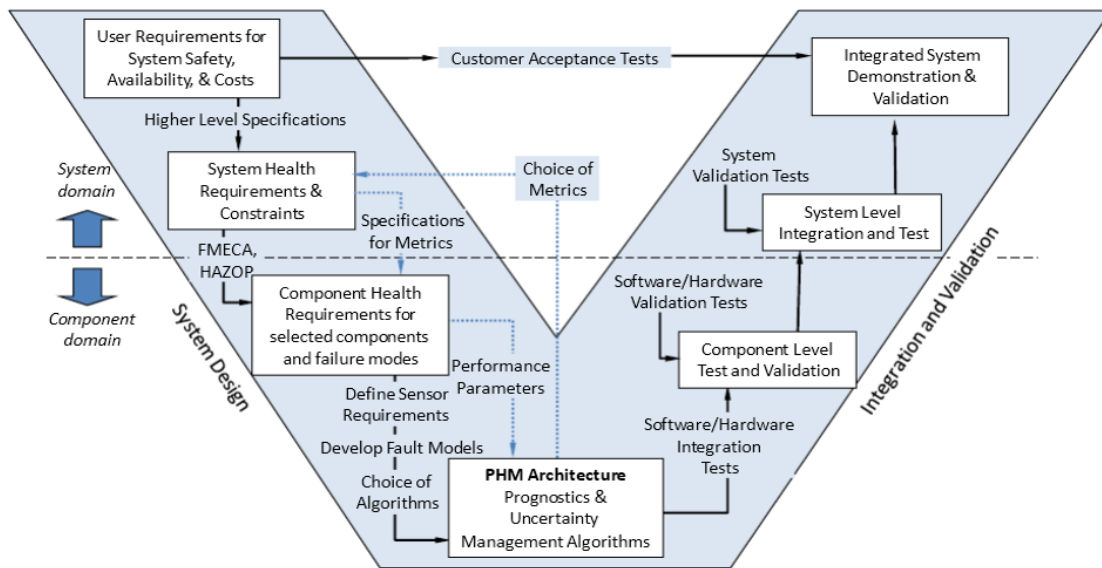 User Requirements for
System Safety,
Availability, & Costs
Customer Acceptance Tests
Integrated System
Demonstration &
Validation
Higher Level Specifications
System
domain
System Health
Requirements &
Constraints
Choice of
Metrics
System
Validation Tests
Specifications
for Metrics
System Level
Integration and Test
FMECA,
HAZOP
Component
domain
System Design
Component Health
Requirements for
selected components
and failure modes
Software/Hardware
Validation Tests
Integration and Validation
Performance
Parameters
Component Level
Test and Validation
Define Sensor
Requirements
Develop Fault Models
Choice of
Algorithms
Software/Hardware
Integration
Tests
PHM Architecture
Prognostics &
Uncertainty
Management Algorithms